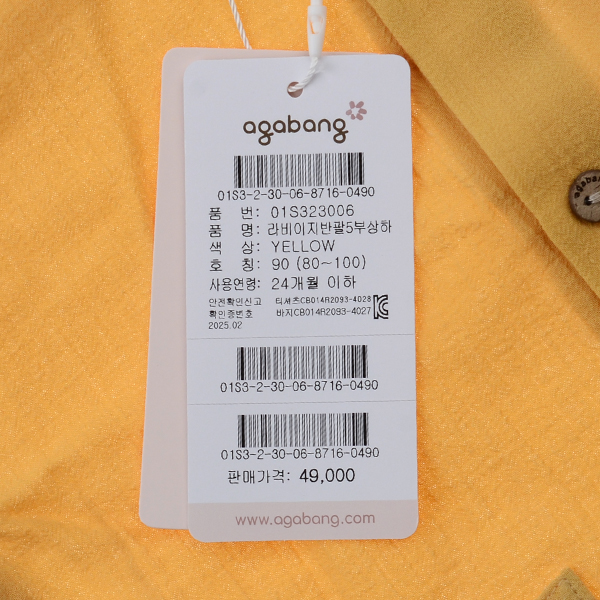 agabang
01S3-2-30-06-8716-0490
품 번: 01S323006
품 명: 라비이지반팔5부상하
색 상: YELLOW
호 칭: 90 (80~100)
사용연령: 24개월 이하
안전확인신고 티셔츠CB014R2093-4028
확인증번호 바지CB014R2093-4027
2025.02
01S3-2-30-06-8716-0490
01S3-2-30-06-8716-0490
판매가격: 49,000
www.agabang.com
agabang